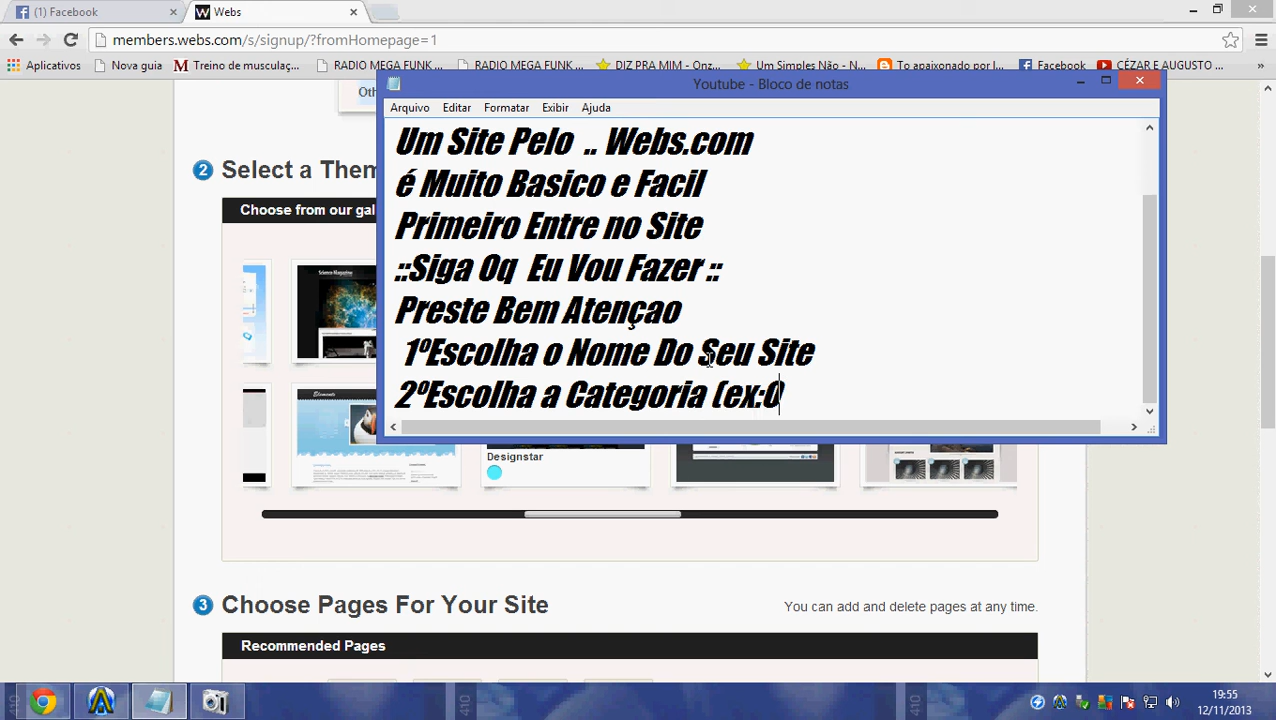 (1) Facebook
Webs
members.webs.com/s/signup/?fromHomepage=1
Aplicativos
Nova guia
Treino de musculaç...
RADIO MEGA FUNK ...
RADIO MEGA FUNK ...
DIZ PRA MIM - Onz...
Um Simples Não - N...
To apaixonado por l...
Facebook
CÉZAR E AUGUSTO ...
»
Oth
Youtube - Bloco de notas
Arquivo Editar Formatar Exibir Ajuda
Um Site Pelo .. Webs.com
é Muito Basico e Facil
Primeiro Entre no Site
::Siga Oq Eu Vou Fazer ::
Preste Bem Atençao
1ºEscolha o Nome Do Seu Site
2ºEscolha a Categoria (ex:O
2 Select a Them
Choose from our gal
Science Magazine
Elements
Designstar
3 Choose Pages For Your Site
You can add and delete pages at any time.
Recommended Pages
19:55
12/11/2013